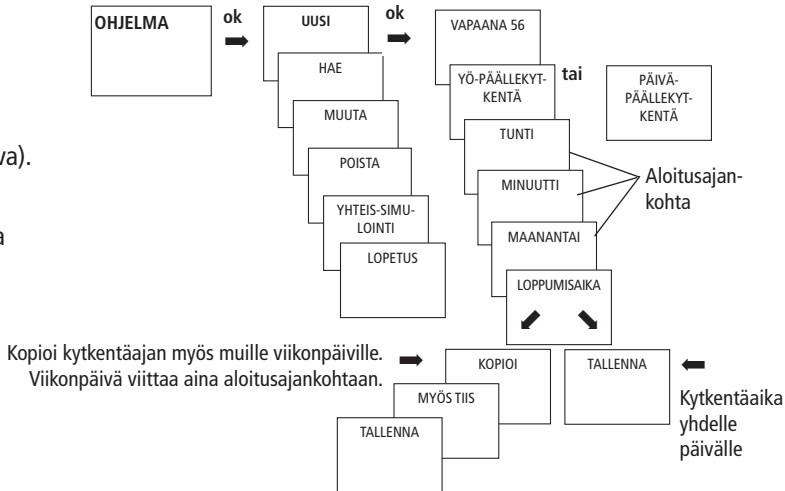 OHJELMA
ok
UUSI
HAE
MUUTA
POISTA
YHTEIS-SIMU-
LOINTI
LOPETUS
ok
VAPAANA 56
YÖ-PÄÄLLEKYT-
KENTÄ
tai
PÄIVÄ-
PÄÄLLEKYT-
KENTÄ
TUNTI
MINUUTTI
MAANANTAI
Aloitusajan-
kohta
LOPPUMISAIKA
va).
a
Kopioi kytkentäajan myös muille viikonpäiville.
Viikonpäivä viittaa aina aloitusajankohtaan.
KOPIOI
MYÖS TIIS
TALLENNA
TALLENNA
Kytkentäaika
yhdelle
päivälle